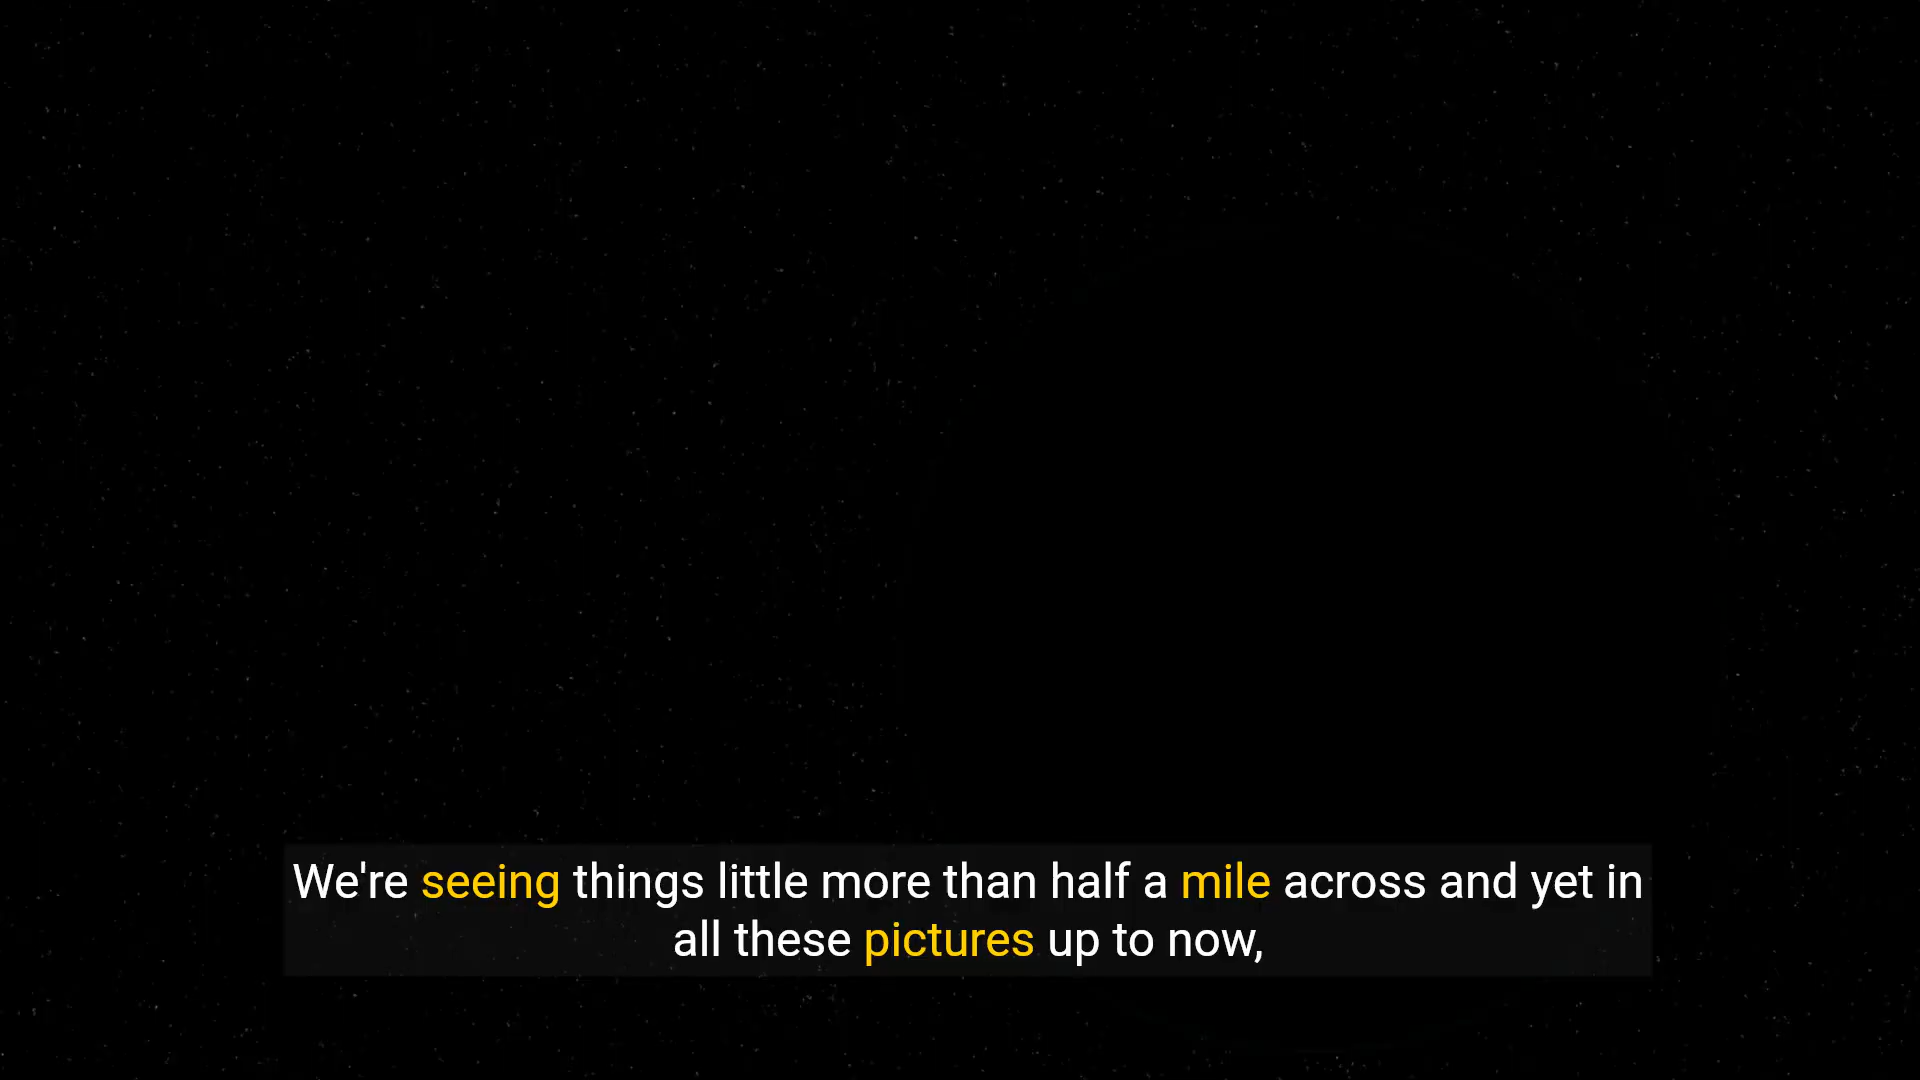 We're seeing things little more than half a mile across and yet in
all these pictures up to now,